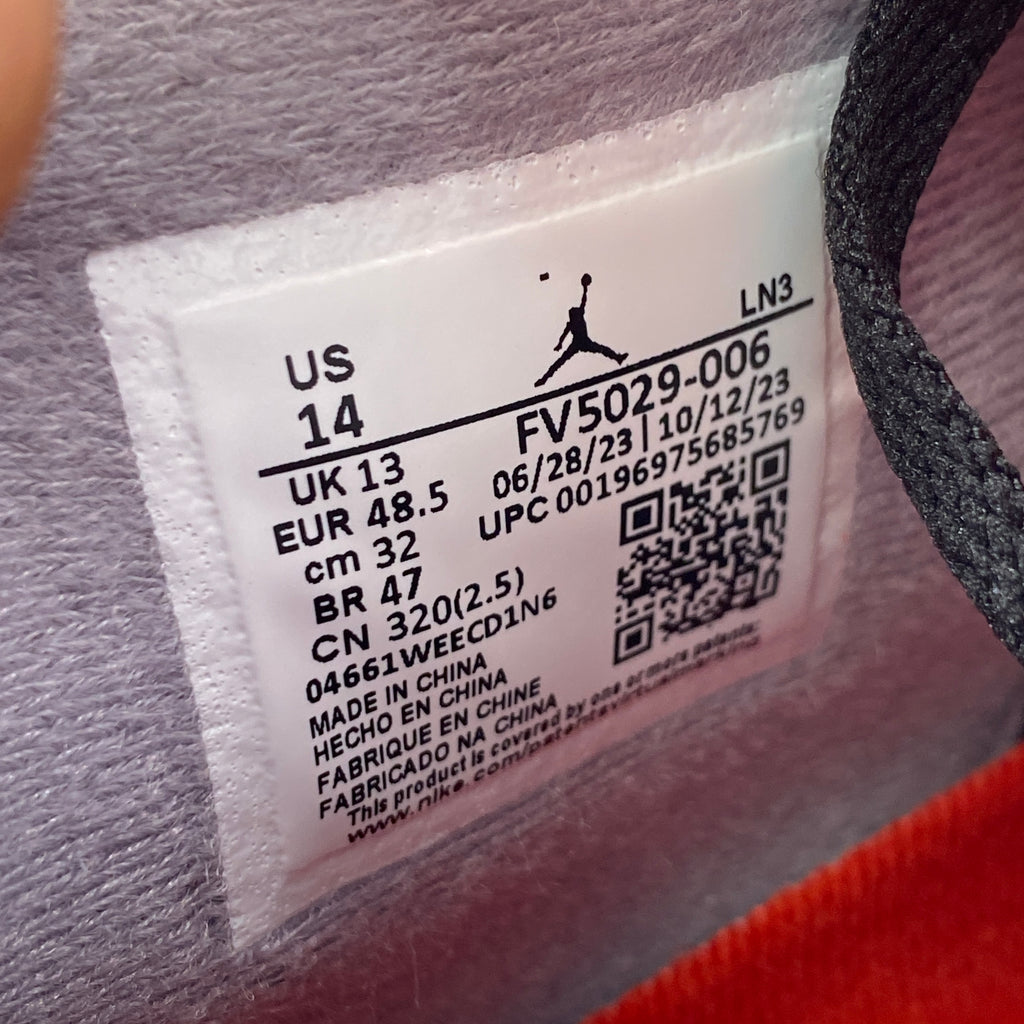 US
14
LN3
UK 13
EUR 48.5
cm 32
BR 47
CN 320(2.5)
04661WEECD1N6
FV5029-006
06/28/23 | 10/12/23
UPC 00196975685769
MADE IN CHINA
HECHO EN CHINA
FABRIQUE EN CHINE
FABRICADO NA CHINA
This product is covered by one or more patents:
www.nike.com/patentvirtualmarking